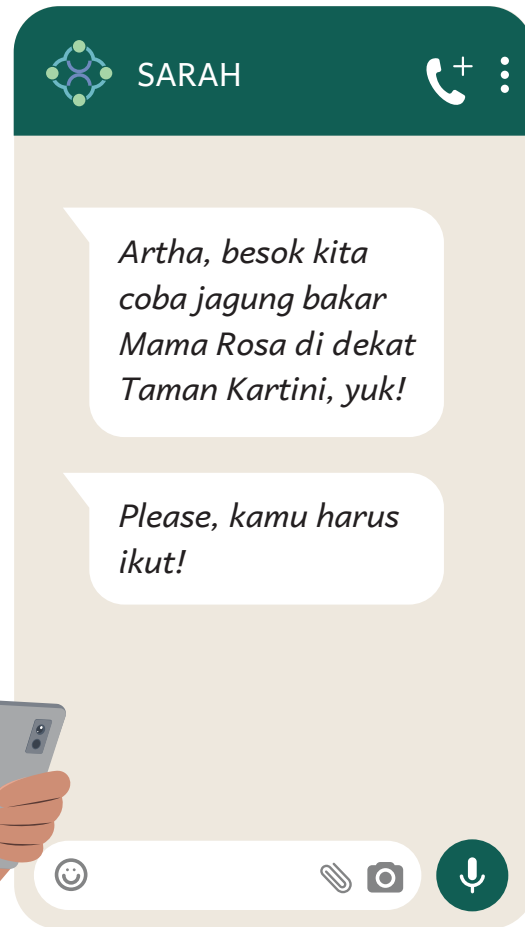 SARAH
Artha, besok kita
coba jagung bakar
Mama Rosa di dekat
Taman Kartini, yuk!
Please, kamu harus
ikut!